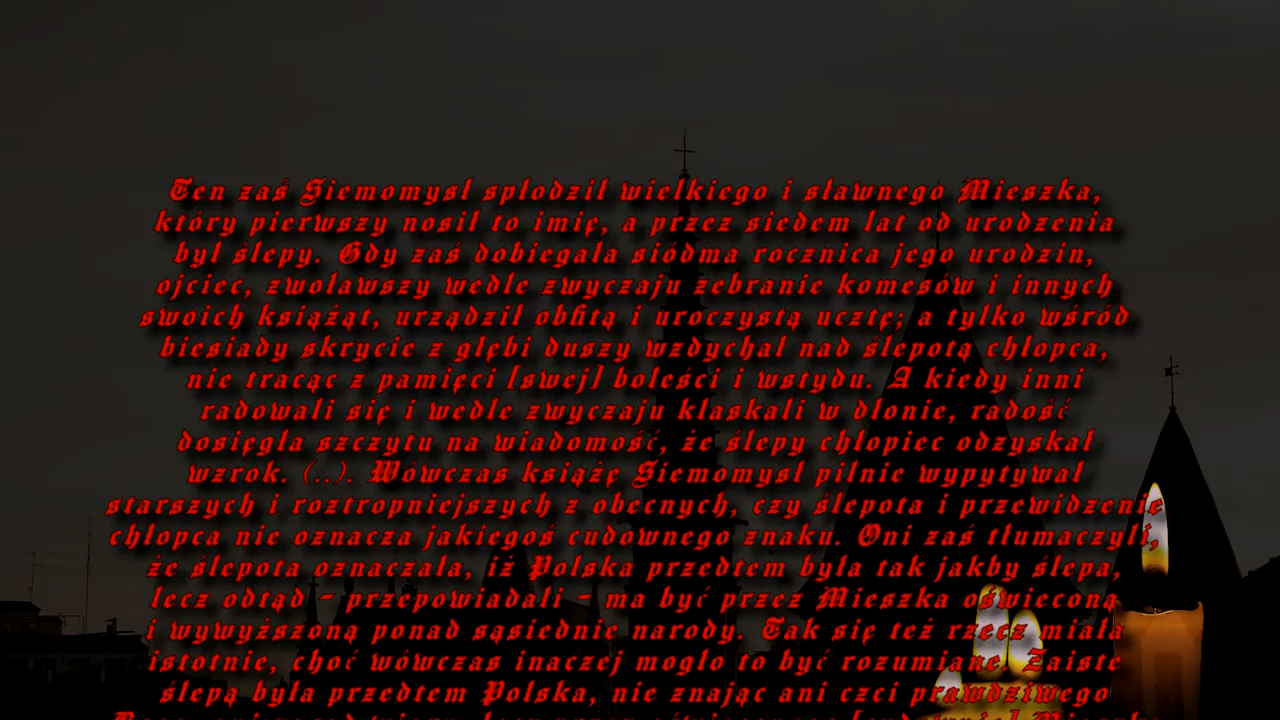 Ten zaś Siemomysł spłodził wielkiego i sławnego Mieszka,
który pierwszy nosił to imię, a przez siedem lat od urodzenia
był ślepy. Gdy zaś dobiegała siódma rocznica jego urodzin,
ojciec, zwoławszy wedle zwyczaju zebranie komesów i innych
swoich książąt, urządził obfitą i uroczystą ucztę; a tylko wśród
biesiady skrycie z głębi duszy wzdychał nad ślepotą chłopca,
nie tracąc z pamięci [swej] boleści i wstydu. A kiedy inni
radowali się i wedle zwyczaju klaskali w dłonie, radość
dosięgła szczytu na wiadomość, że ślepy chłopiec odzyskał
wzrok. (..). Wówczas książę Siemomysł pilnie wypytywał
starszych i roztropniejszych z obecnych, czy ślepota i przewidzenie
chłopca nie oznacza jakiegoś cudownego znaku. Oni zaś tłumaczyli,
że ślepota oznaczała, iż Polska przedtem była tak jakby ślepa,
lecz odtąd - przepowiadali - ma być przez Mieszka oświeconą
i wywyższoną ponad sąsiednie narody. Tak się też rzecz miała
istotnie, choć wówczas inaczej mogło to być rozumiane. Zaiste
ślepą była przedtem Polska, nie znając ani czci prawdziwego